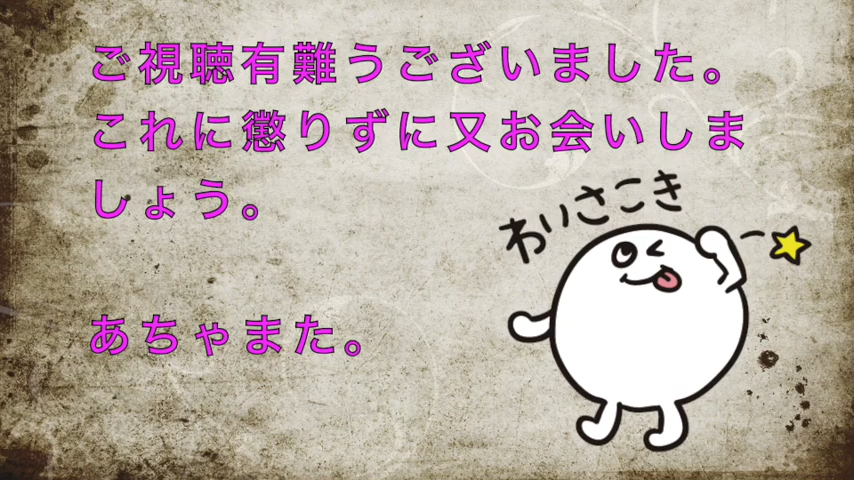 ご視聴有難うございました。
これに懲りずに又お会いしま
しょう。
わりさこき
あちゃまた。